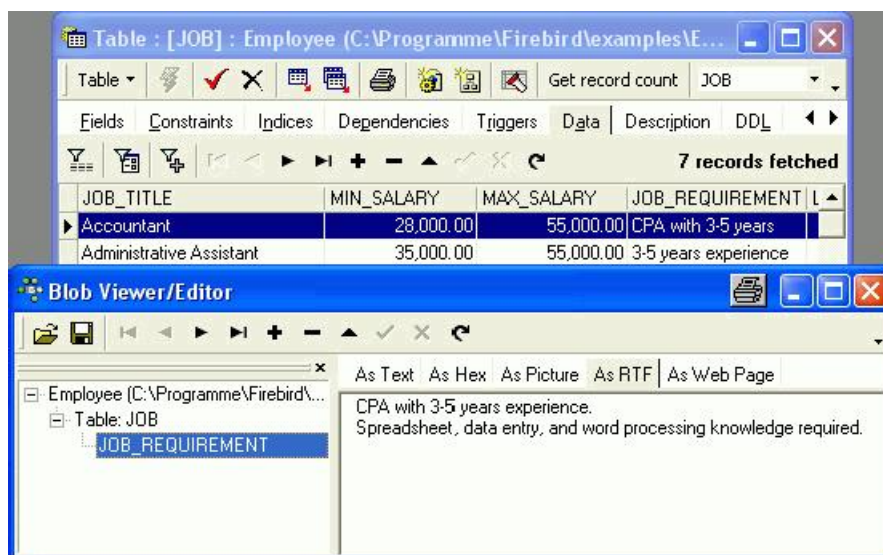 Table : [JOB] : Employee (C:\Programme\Firebird\examples\E...
Table Get record count JOB
Fields Constraints Indices Dependencies Triggers Data Description DDL
7 records fetched
JOB_TITLE MIN_SALARY MAX_SALARY JOB_REQUIREMENT L
Accountant 28,000.00 55,000.00 CPA with 3-5 years
Administrative Assistant 35,000.00 55,000.00 3-5 years experience
Blob Viewer/Editor
As Text As Hex As Picture As RTF As Web Page
Employee (C:\Programme\Firebird\...
Table: JOB
JOB_REQUIREMENT
CPA with 3-5 years experience.
Spreadsheet, data entry, and word processing knowledge required.